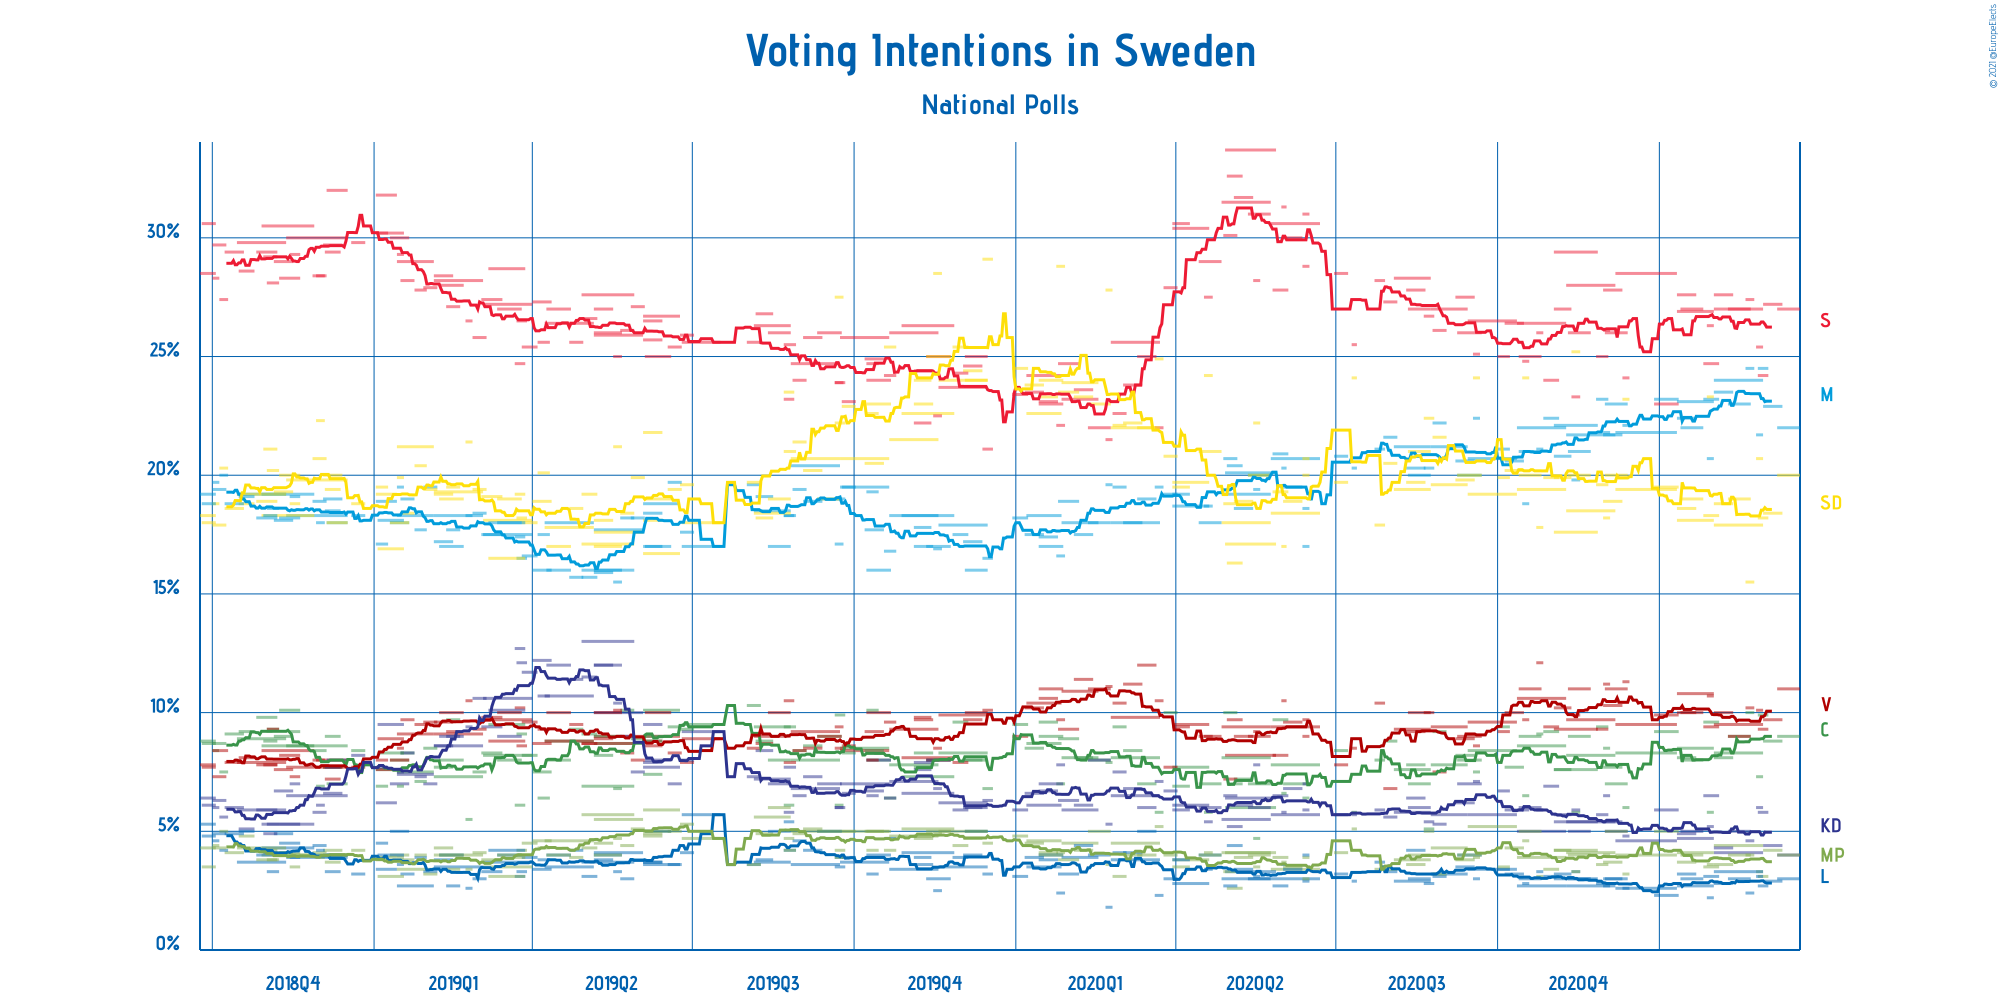 © 2021 @EuropeElects
Voting Intentions in Sweden
National Polls
30%
25%
20%
15%
10%
5%
0%
S
M
SD
V
C
KD
MP
L
2018Q4 2019Q1 2019Q2 2019Q3 2019Q4 2020Q1 2020Q2 2020Q3 2020Q4